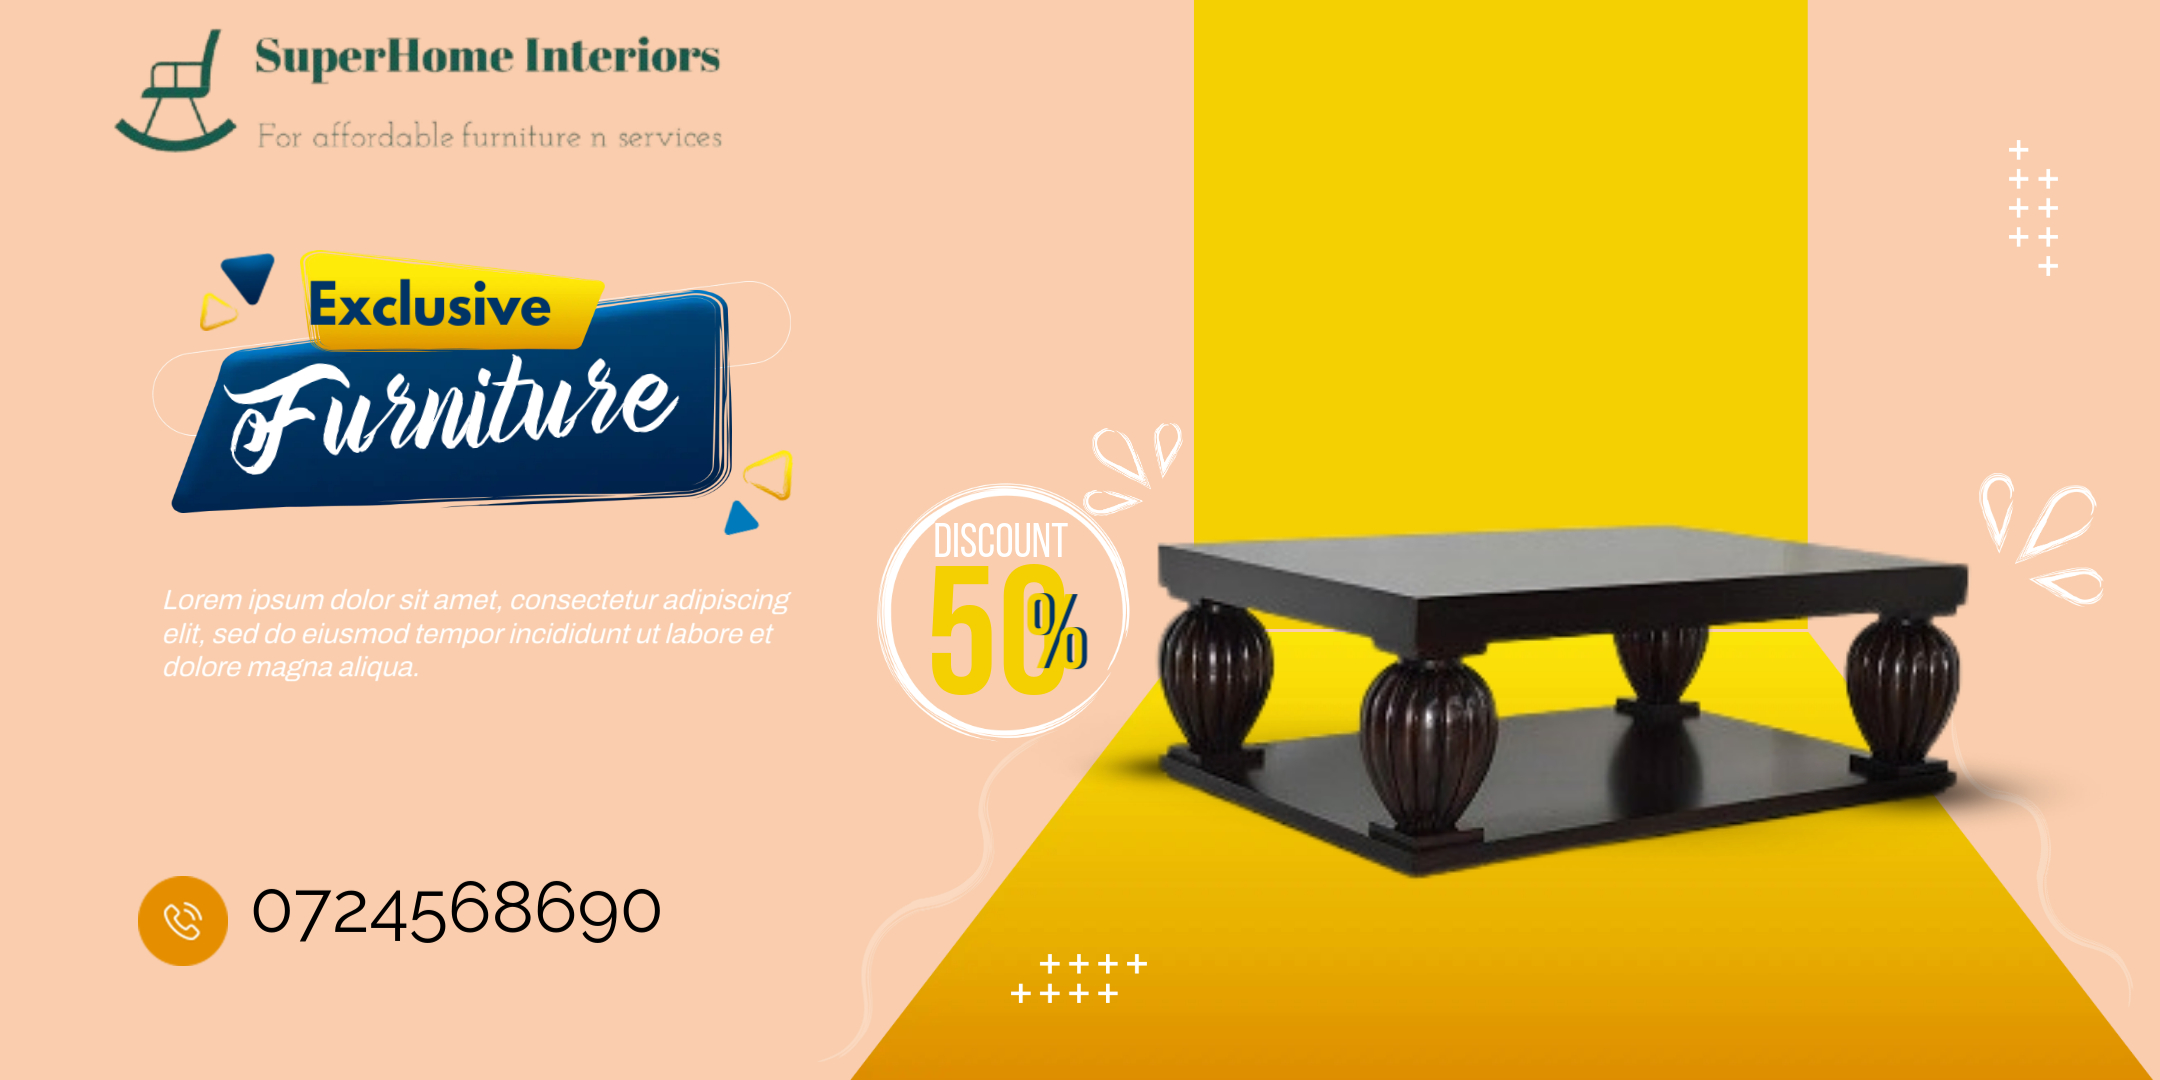 SuperHome Interiors
For affordable furniture n services
Exclusive
Furniture
DISCOUNT
50%
Lorem ipsum dolor sit amet, consectetur adipiscing
elit, sed do eiusmod tempor incididunt ut labore et
dolore magna aliqua.
0724568690